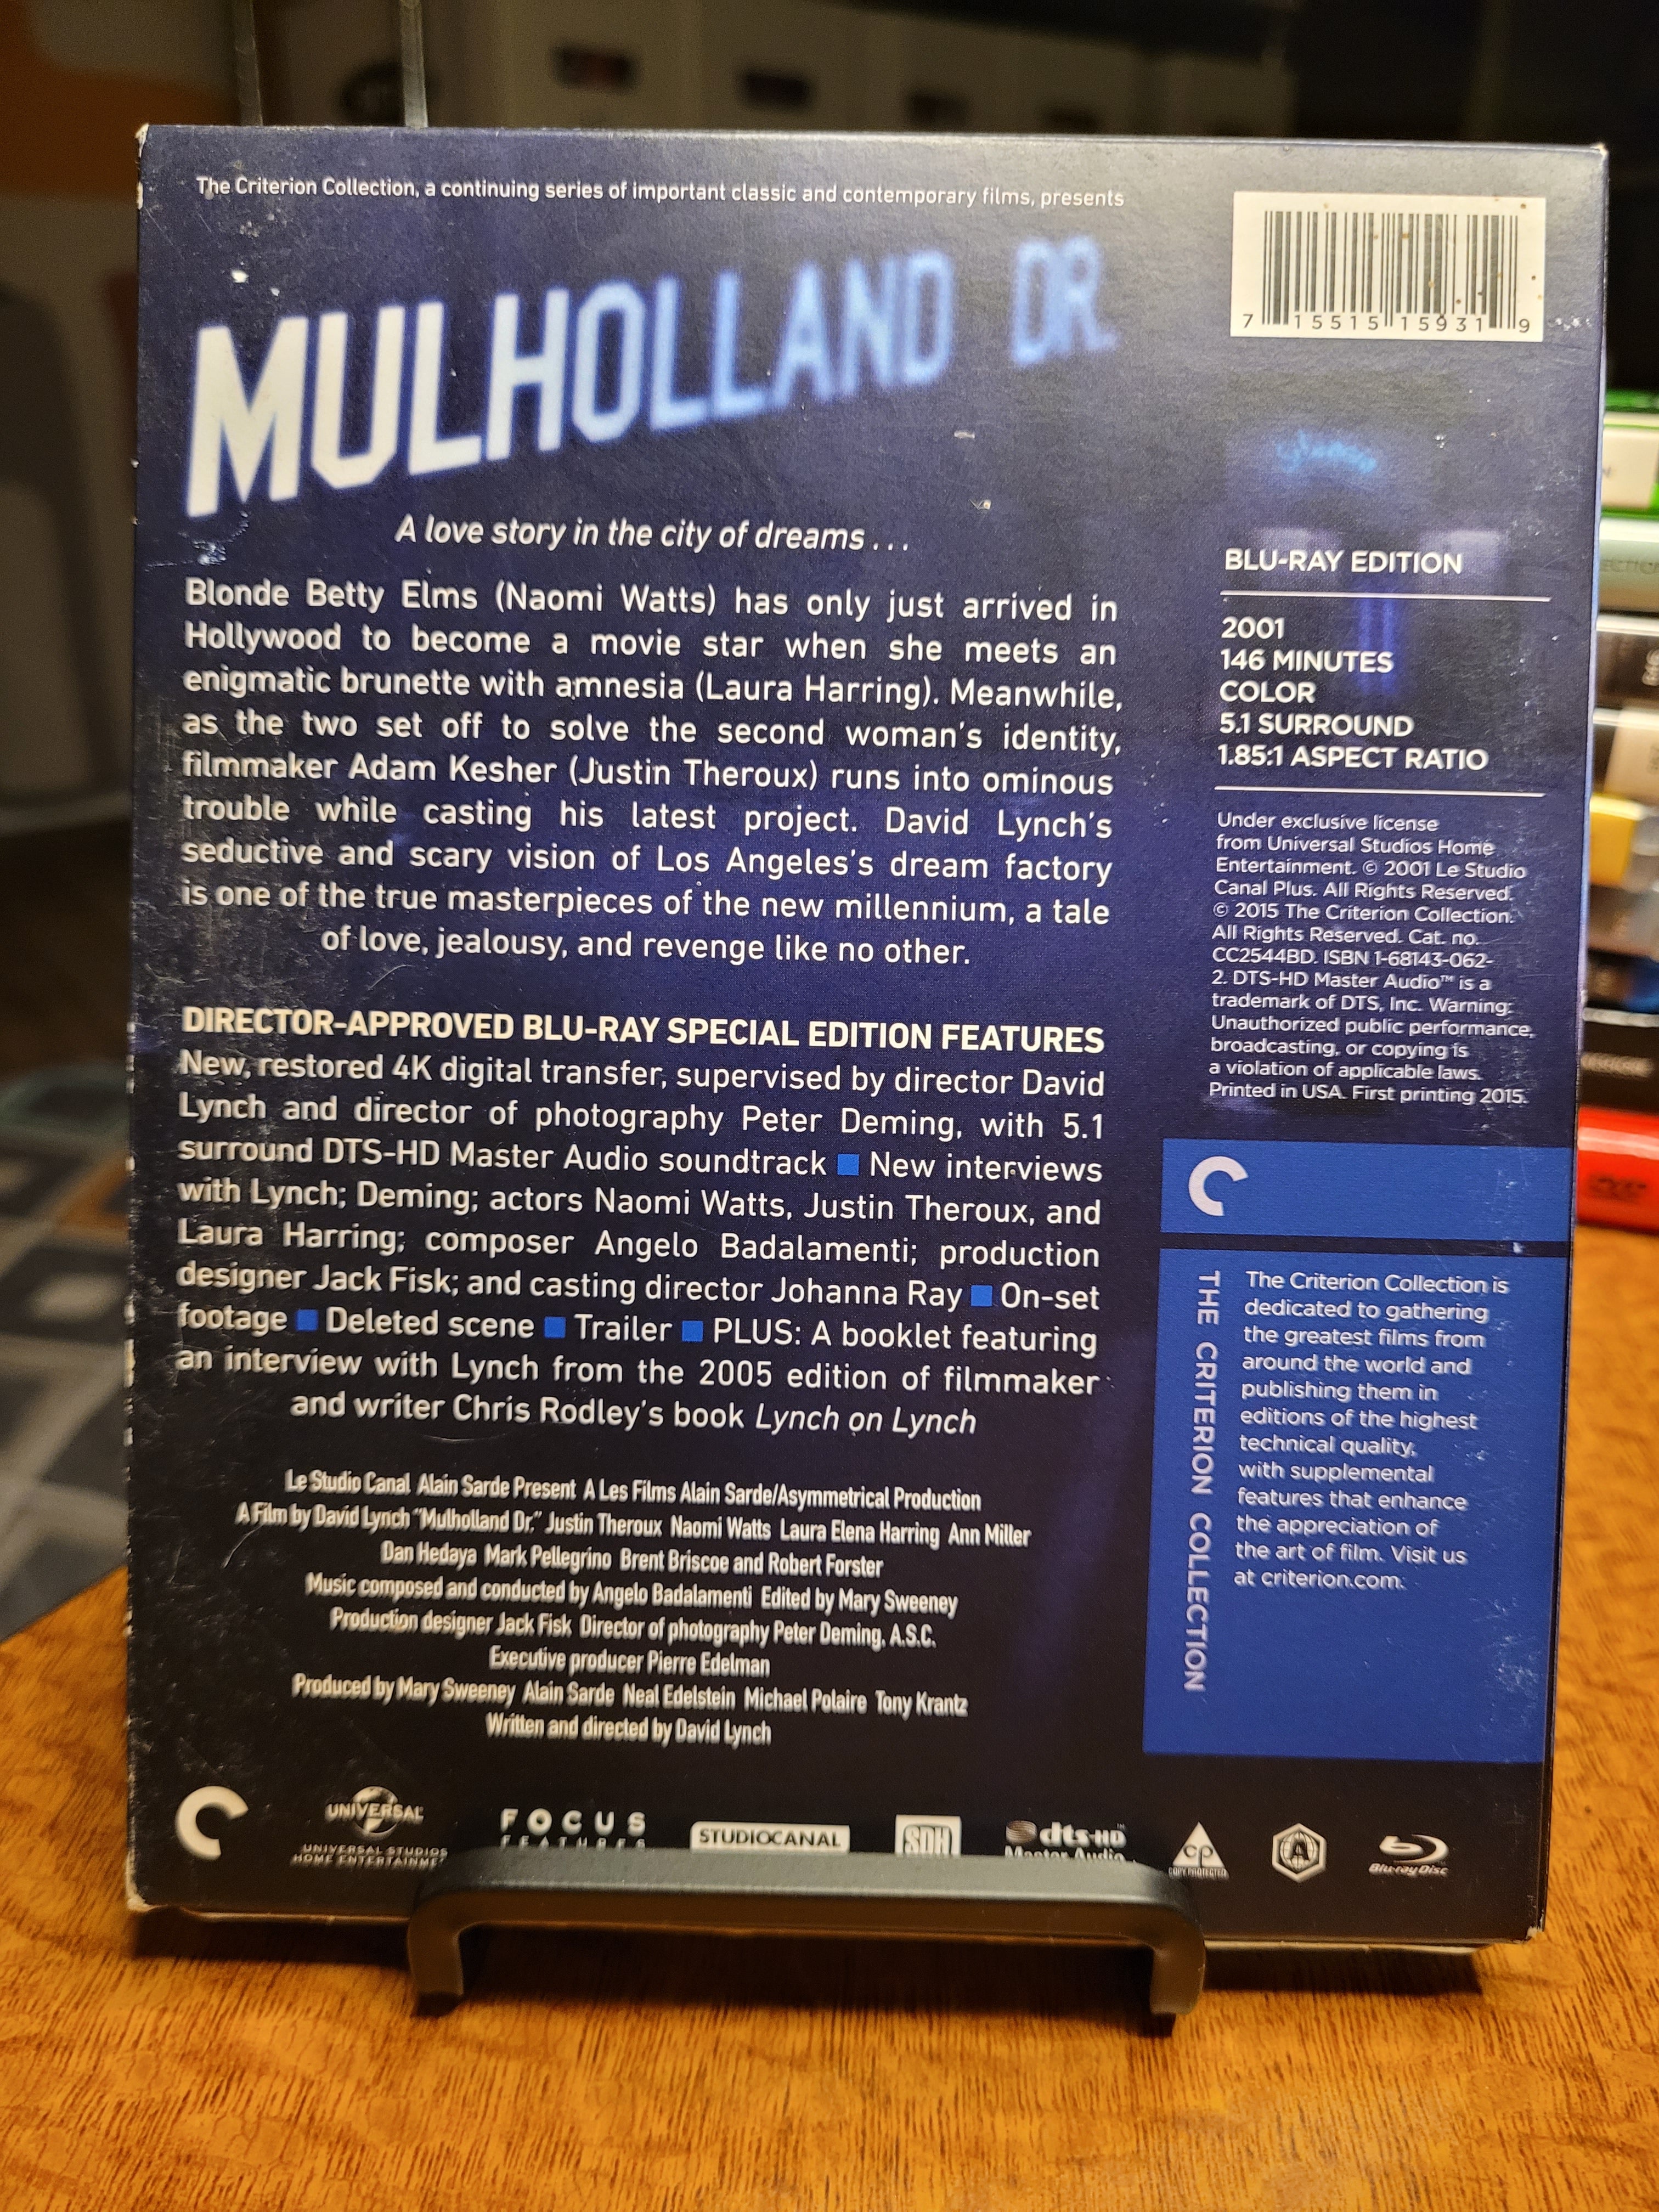 The Criterion Collection, a continuing series of important classic and contemporary films, presents
MULHOLLAND DR.
A love story in the city of dreams . . .
Blonde Betty Elms (Naomi Watts) has only just arrived in
Hollywood to become a movie star when she meets an
enigmatic brunette with amnesia (Laura Harring). Meanwhile,
as the two set off to solve the second woman's identity,
filmmaker Adam Kesher (Justin Theroux) runs into ominous
trouble while casting his latest project. David Lynch's
seductive and scary vision of Los Angeles's dream factory
is one of the true masterpieces of the new millennium, a tale
of love, jealousy, and revenge like no other.
DIRECTOR-APPROVED BLU-RAY SPECIAL EDITION FEATURES
New, restored 4K digital transfer, supervised by director David
Lynch and director of photography Peter Deming, with 5.1
surround DTS-HD Master Audio soundtrack ■ New interviews
with Lynch; Deming; actors Naomi Watts, Justin Theroux, and
Laura Harring; composer Angelo Badalamenti; production
designer Jack Fisk; and casting director Johanna Ray ■ On-set
footage ■ Deleted scene ■ Trailer ■ PLUS: A booklet featuring
an interview with Lynch from the 2005 edition of filmmaker
and writer Chris Rodley's book Lynch on Lynch
Le Studio Canal Alain Sarde Present A Les Films Alain Sarde/Asymmetrical Production
A Film by David Lynch "Mulholland Dr." Justin Theroux Naomi Watts Laura Elena Harring Ann Miller
Dan Hedaya Mark Pellegrino Brent Briscoe and Robert Forster
Music composed and conducted by Angelo Badalamenti Edited by Mary Sweeney
Production designer Jack Fisk Director of photography Peter Deming, A.S.C.
Executive producer Pierre Edelman
Produced by Mary Sweeney Alain Sarde Neal Edelstein Michael Polaire Tony Krantz
Written and directed by David Lynch
7 15515 15931 9
BLU-RAY EDITION
2001
146 MINUTES
COLOR
5.1 SURROUND
1.85:1 ASPECT RATIO
Under exclusive license
from Universal Studios Home
Entertainment. © 2001 Le Studio
Canal Plus. All Rights Reserved.
© 2015 The Criterion Collection.
All Rights Reserved. Cat. no.
CC2544BD. ISBN 1-68143-062-
2. DTS-HD Master Audio™ is a
trademark of DTS, Inc. Warning:
Unauthorized public performance,
broadcasting, or copying is
a violation of applicable laws.
Printed in USA. First printing 2015.
THE CRITERION COLLECTION
The Criterion Collection is
dedicated to gathering
the greatest films from
around the world and
publishing them in
editions of the highest
technical quality,
with supplemental
features that enhance
the appreciation of
the art of film. Visit us
at criterion.com.
UNIVERSAL
UNIVERSAL STUDIOS
HOME ENTERTAINME
FOCUS
FEATURES
STUDIOCANAL
SDH
dts-HD™
Master Audio
cp
COPY PROTECTED
A
Blu-ray Disc